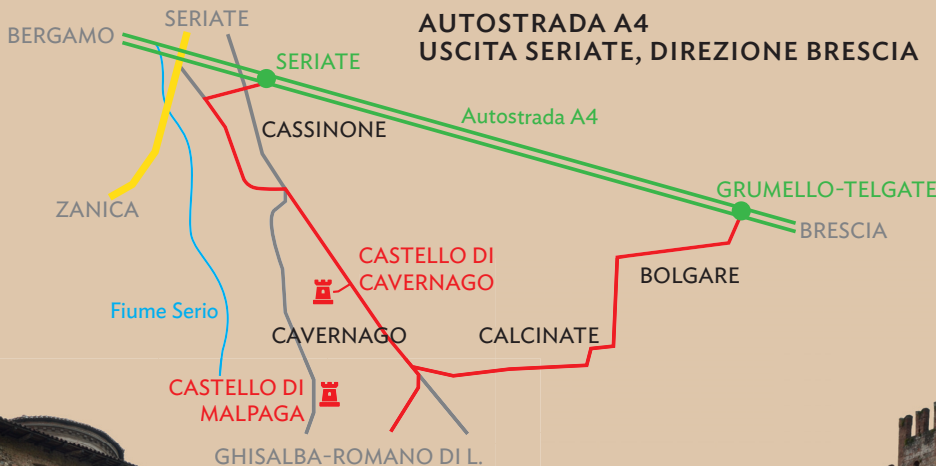 SERIATE
AUTOSTRADA A4
BERGAMO
USCITA SERIATE, DIREZIONE BRESCIA
SERIATE
Autostrada A4
CASSINONE
GRUMELLO-TELGATE
ZANICA
BRESCIA
CASTELLO DI
CAVERNAGO
BOLGARE
Fiume Serio
CAVERNAGO
CALCINATE
CASTELLO DI
MALPAGA
GHISALBA-ROMANO DI L.